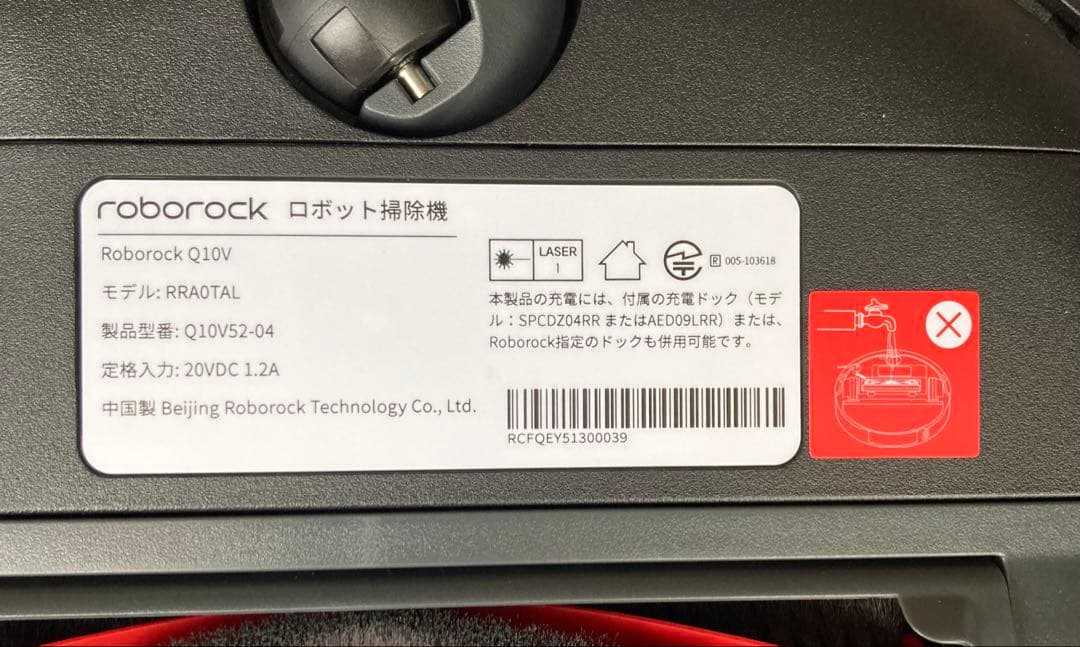 roborock ロボット掃除機
Roborock Q10V
モデル: RRA0TAL
製品型番: Q10V52-04
定格入力: 20VDC 1.2A
中国製 Beijing Roborock Technology Co., Ltd.
LASER
1
R 005-103618
本製品の充電には、付属の充電ドック（モデ
ル：SPCDZ04RR またはAED09LRR）または、
Roborock指定のドックも併用可能です。
RCFQEY51300039